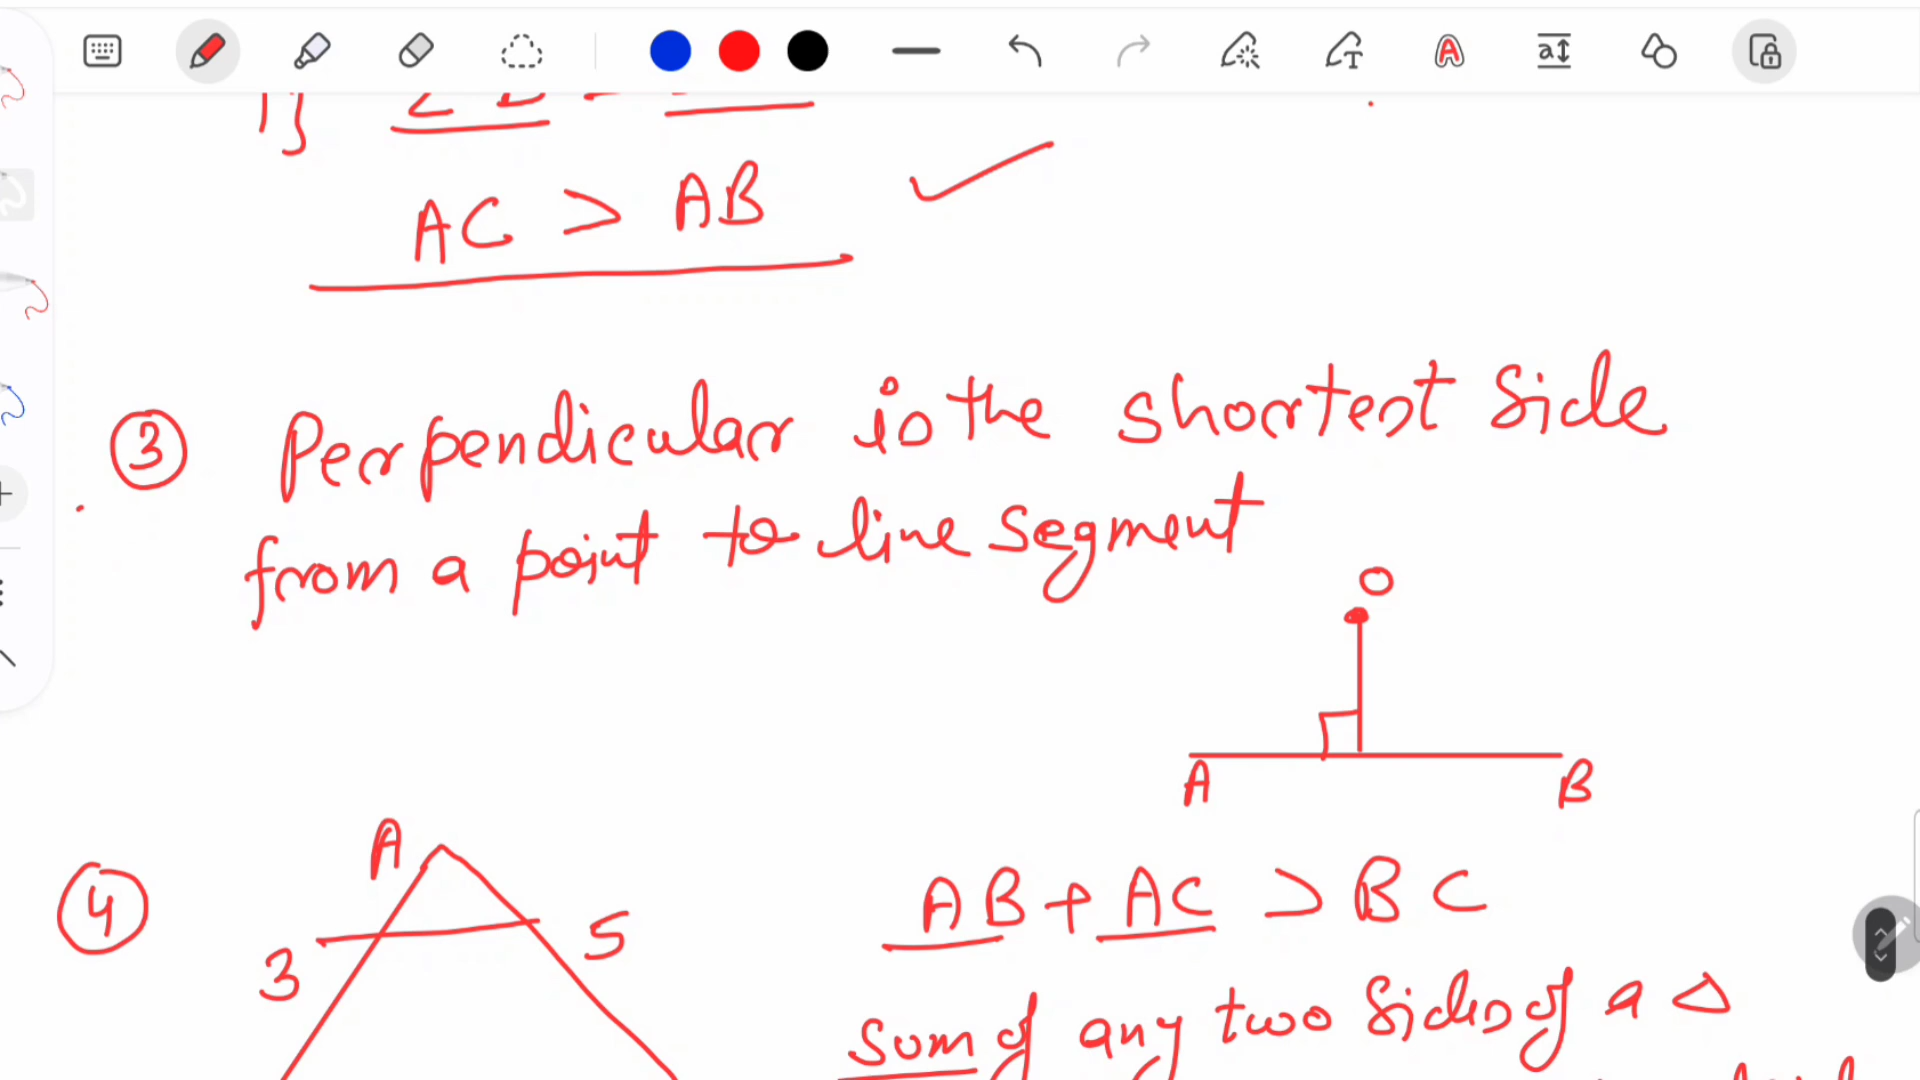 AC > AB
③ Perpendicular is the shortest side
from a point to line segment
O
A B
④ A
3 5
AB + AC > BC
sum of any two sides of a △